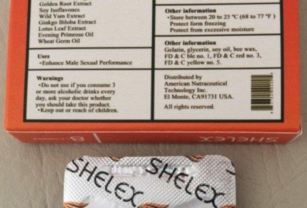 Golden Root Extract
Soy Isoflavones
Wild Yam Extract
Ginkgo Biloba Extract
Lotus Leaf Extract
Evening Primrose Oil
Wheat Germ Oil
Uses
•Enhance Male Sexual Performance
Warnings
•Do not use if you consume 3
or more alcoholic drinks every
day, ask your doctor whether
you should take this product.
•Keep out of reach of children.
Other information
•Store between 20 to 25 °C (68 to 77 °F)
Protect form freezing
Protect from excessive moisture
Other information
Gelatin, glycerin, soy oil, bee wax,
FD & C ble no. 1, FD & C red no. 3,
FD & C yellow no. 5.
Distributed by
American Nutraceutical
Technology Inc.
El Monte, CA91731 USA.
All rights reserved.
SHELEX
SHELEX
SHELEX